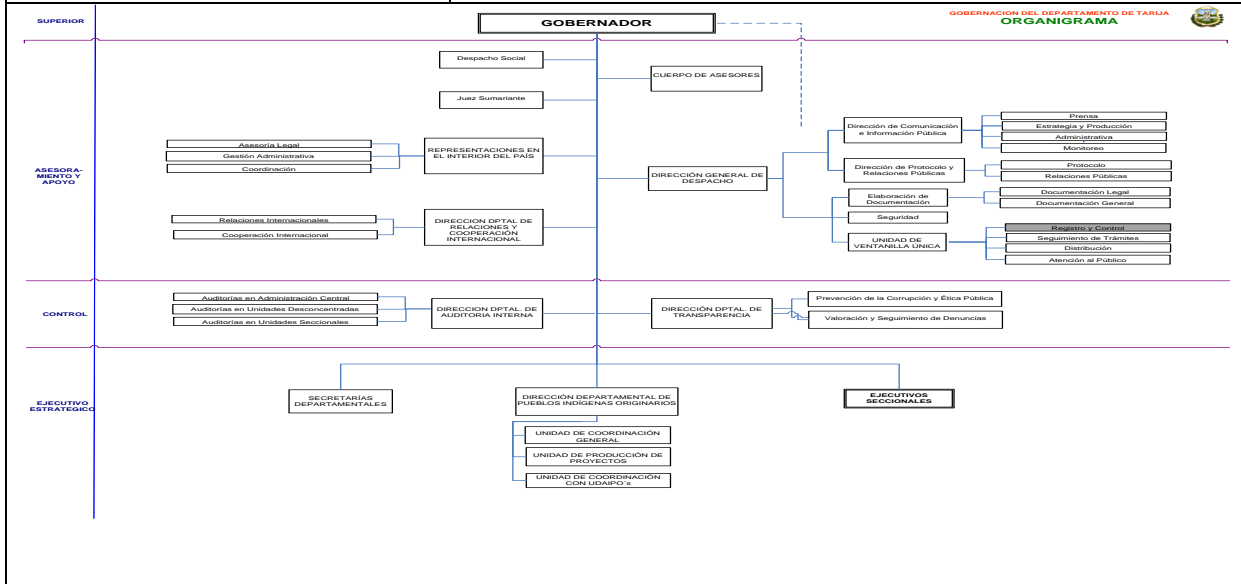 SUPERIOR
GOBERNADOR
GOBERNACION DEL DEPARTAMENTO DE TARIJA
ORGANIGRAMA
Despacho Social
CUERPO DE ASESORES
Juez Sumariante
ASESORA-
MIENTO Y
APOYO
Asesoría Legal
Gestión Administrativa
Coordinación
REPRESENTACIONES EN
EL INTERIOR DEL PAÍS
DIRECCIÓN GENERAL DE
DESPACHO
Dirección de Comunicación
e Información Pública
Prensa
Estrategia y Producción
Administrativa
Monitoreo
Dirección de Protocolo y
Relaciones Públicas
Protocolo
Relaciones Públicas
Elaboración de
Documentación
Documentación Legal
Documentación General
Seguridad
UNIDAD DE
VENTANILLA ÚNICA
Registro y Control
Seguimiento de Trámites
Distribución
Atención al Público
Relaciones Internacionales
Cooperación Internacional
DIRECCION DPTAL DE
RELACIONES Y
COOPERACIÓN
INTERNACIONAL
CONTROL
Auditorías en Administración Central
Auditorías en Unidades Desconcentradas
Auditorías en Unidades Seccionales
DIRECCION DPTAL. DE
AUDITORIA INTERNA
DIRECCIÓN DPTAL. DE
TRANSPARENCIA
Prevención de la Corrupción y Ética Pública
Valoración y Seguimiento de Denuncias
EJECUTIVO
ESTRATEGICO
SECRETARÍAS
DEPARTAMENTALES
DIRECCIÓN DEPARTAMENTAL DE
PUEBLOS INDÍGENAS ORIGINARIOS
EJECUTIVOS
SECCIONALES
UNIDAD DE COORDINACIÓN
GENERAL
UNIDAD DE PRODUCCIÓN DE
PROYECTOS
UNIDAD DE COORDINACIÓN
CON UDAIPO´s